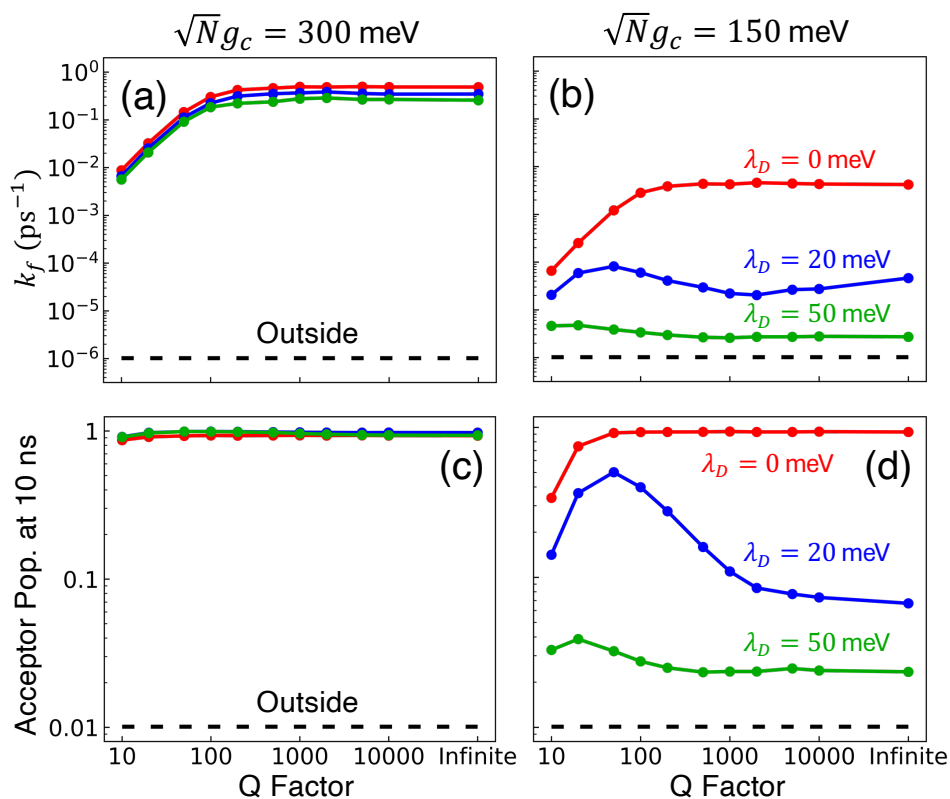 √N g_c = 300 meV
√N g_c = 150 meV
(a)
k_f (ps⁻¹)
10⁰
10⁻¹
10⁻²
10⁻³
10⁻⁴
10⁻⁵
10⁻⁶
Outside
(b)
λ_D = 0 meV
λ_D = 20 meV
λ_D = 50 meV
(c)
Acceptor Pop. at 10 ns
1
0.1
0.01
Outside
10 100 1000 10000 Infinite
Q Factor
(d)
λ_D = 0 meV
λ_D = 20 meV
λ_D = 50 meV
10 100 1000 10000 Infinite
Q Factor